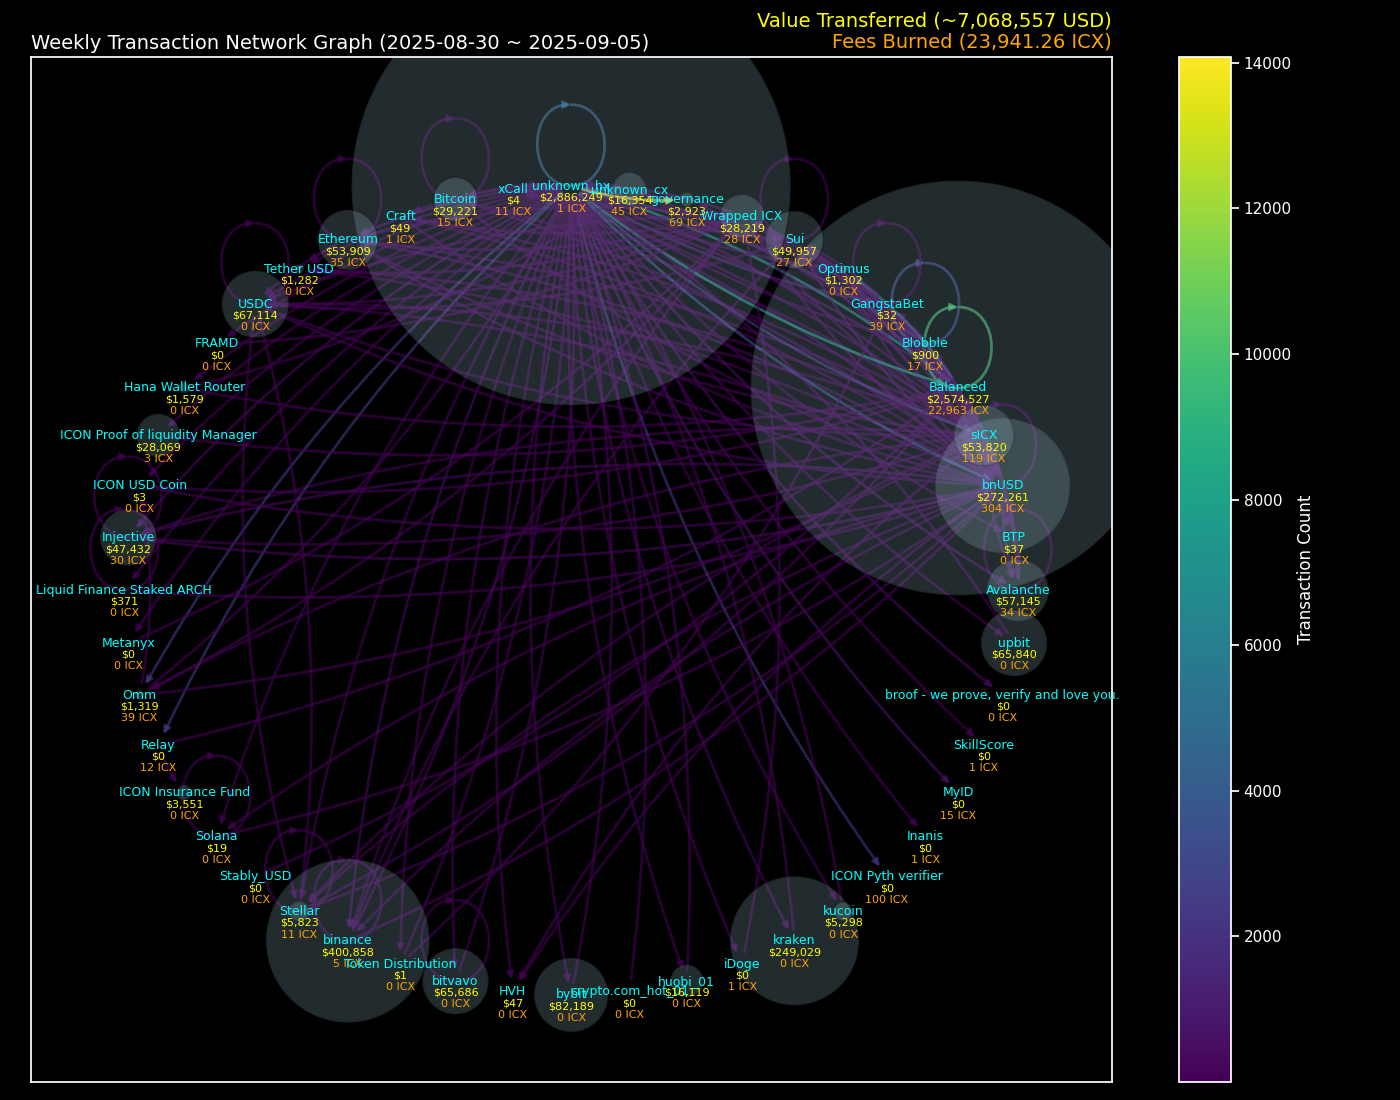 Value Transferred (~7,068,557 USD)
Weekly Transaction Network Graph (2025-08-30 ~ 2025-09-05)
Fees Burned (23,941.26 ICX)
unknown_hx
$2,886,249
1 ICX
unknown_cx
$16,354
45 ICX
governance
$2,923
69 ICX
Wrapped ICX
$28,219
28 ICX
Sui
$49,957
27 ICX
Optimus
$1,302
0 ICX
GangstaBet
$32
39 ICX
Blobble
$900
17 ICX
Balanced
$2,574,527
22,963 ICX
sICX
$53,820
119 ICX
bnUSD
$272,261
304 ICX
BTP
$37
0 ICX
Avalanche
$57,145
34 ICX
upbit
$65,840
0 ICX
broof - we prove, verify and love you.
$0
0 ICX
SkillScore
$0
1 ICX
MyID
$0
15 ICX
Inanis
$0
1 ICX
ICON Pyth verifier
$0
100 ICX
kucoin
$5,298
0 ICX
kraken
$249,029
0 ICX
iDoge
$0
1 ICX
huobi_01
$16,119
0 ICX
$0
0 ICX
bybit
$82,189
0 ICX
HVH
$47
0 ICX
bitvavo
$65,686
0 ICX
Token Distribution
$1
0 ICX
binance
$400,858
5 ICX
Stellar
$5,823
11 ICX
Stably_USD
$0
0 ICX
Solana
$19
0 ICX
ICON Insurance Fund
$3,551
0 ICX
Relay
$0
12 ICX
Omm
$1,319
39 ICX
Metanyx
$0
0 ICX
Liquid Finance Staked ARCH
$371
0 ICX
Injective
$47,432
30 ICX
ICON USD Coin
$3
0 ICX
ICON Proof of liquidity Manager
$28,069
3 ICX
Hana Wallet Router
$1,579
0 ICX
FRAMD
$0
0 ICX
USDC
$67,114
0 ICX
Tether USD
$1,282
0 ICX
Ethereum
$53,909
35 ICX
Craft
$49
1 ICX
Bitcoin
$29,221
15 ICX
xCall
$4
11 ICX
14000
12000
10000
8000
6000
4000
2000
Transaction Count